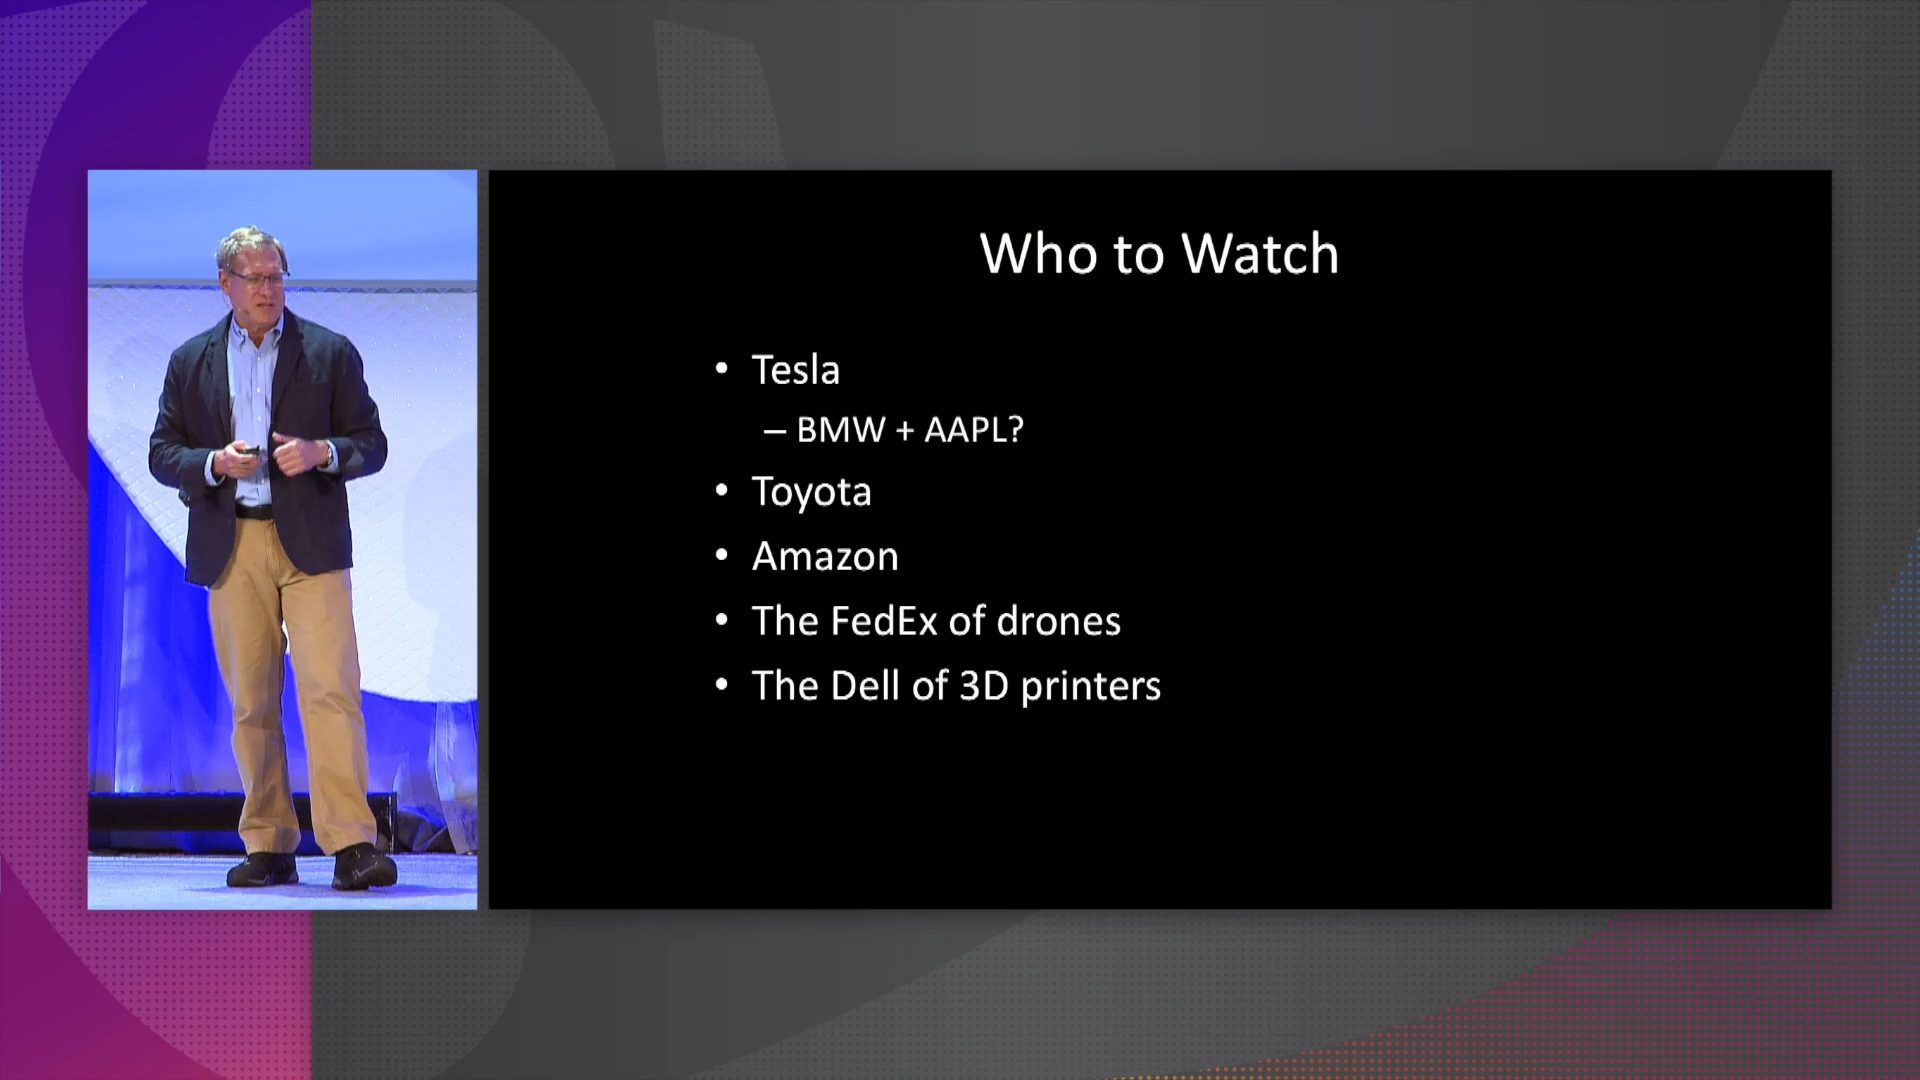 Who to Watch
• Tesla
– BMW + AAPL?
• Toyota
• Amazon
• The FedEx of drones
• The Dell of 3D printers